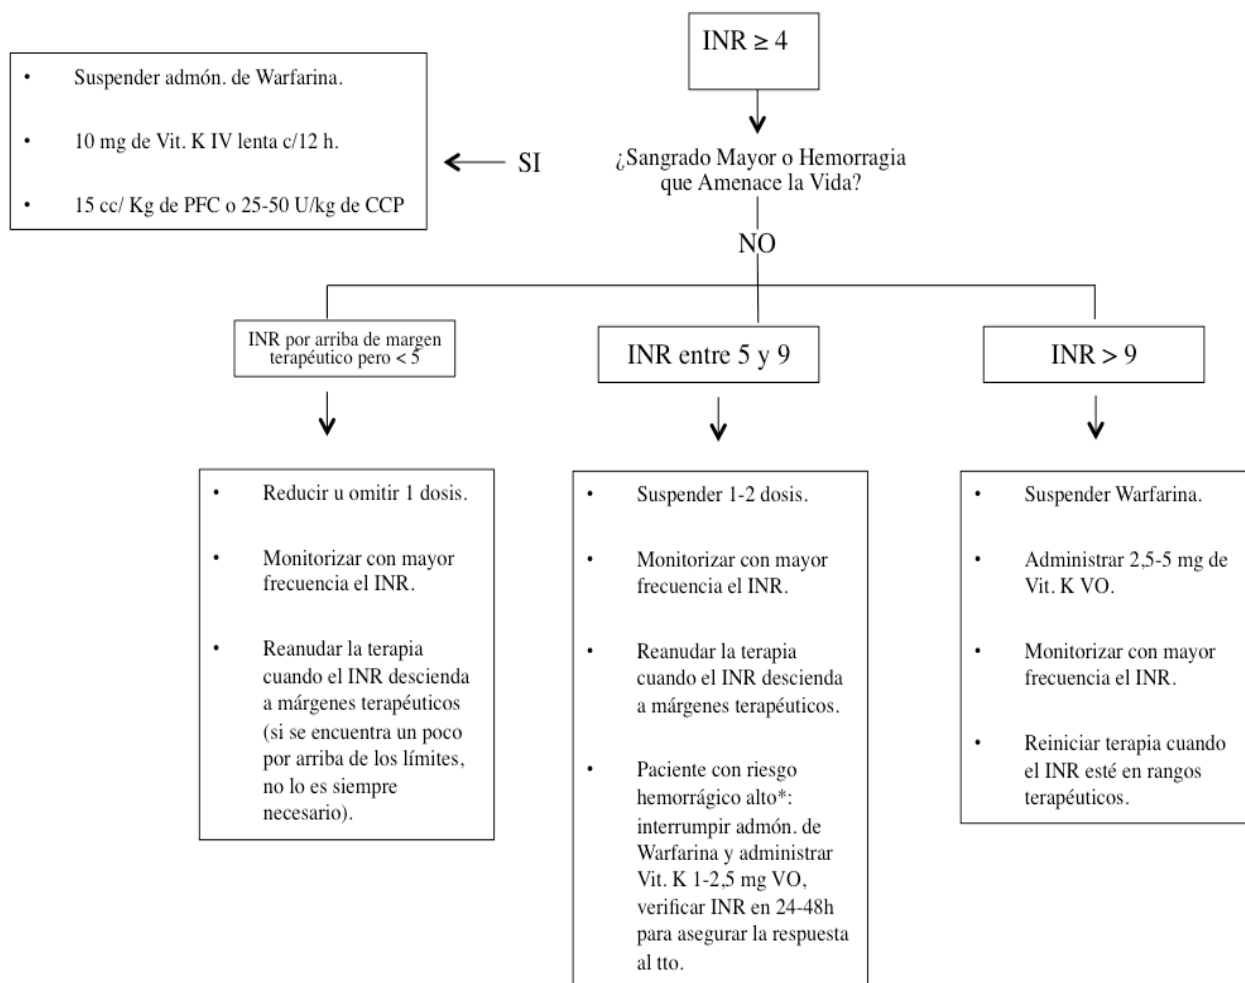 INR ≥ 4
• Suspender admón. de Warfarina.
• 10 mg de Vit. K IV lenta c/12 h.
• 15 cc/ Kg de PFC o 25-50 U/kg de CCP
SI
¿Sangrado Mayor o Hemorragia
que Amenace la Vida?
NO
INR por arriba de margen
terapéutico pero < 5
INR entre 5 y 9
INR > 9
• Reducir u omitir 1 dosis.
• Monitorizar con mayor
frecuencia el INR.
• Reanudar la terapia
cuando el INR descienda
a márgenes terapéuticos
(si se encuentra un poco
por arriba de los límites,
no lo es siempre
necesario).
• Suspender 1-2 dosis.
• Monitorizar con mayor
frecuencia el INR.
• Reanudar la terapia
cuando el INR descienda
a márgenes terapéuticos.
• Paciente con riesgo
hemorrágico alto*:
interrumpir admón. de
Warfarina y administrar
Vit. K 1-2,5 mg VO,
verificar INR en 24-48h
para asegurar la respuesta
al tto.
• Suspender Warfarina.
• Administrar 2,5-5 mg de
Vit. K VO.
• Monitorizar con mayor
frecuencia el INR.
• Reiniciar terapia cuando
el INR esté en rangos
terapéuticos.